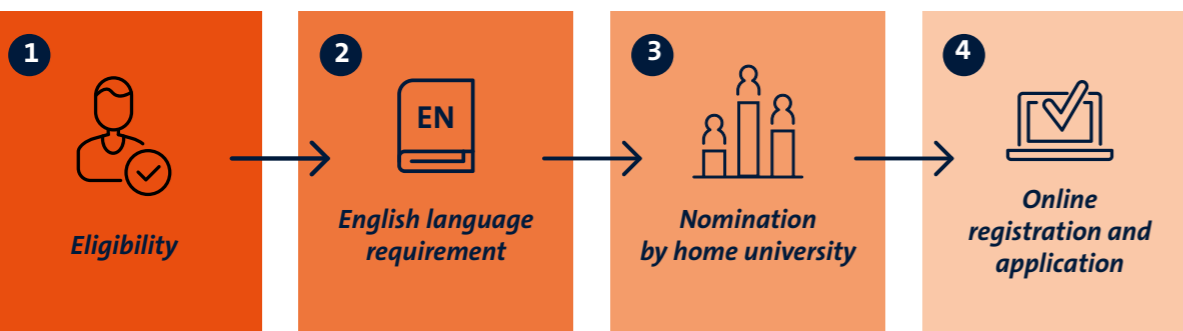 1
Eligibility
2
EN
English language
requirement
3
Nomination
by home university
4
Online
registration and
application